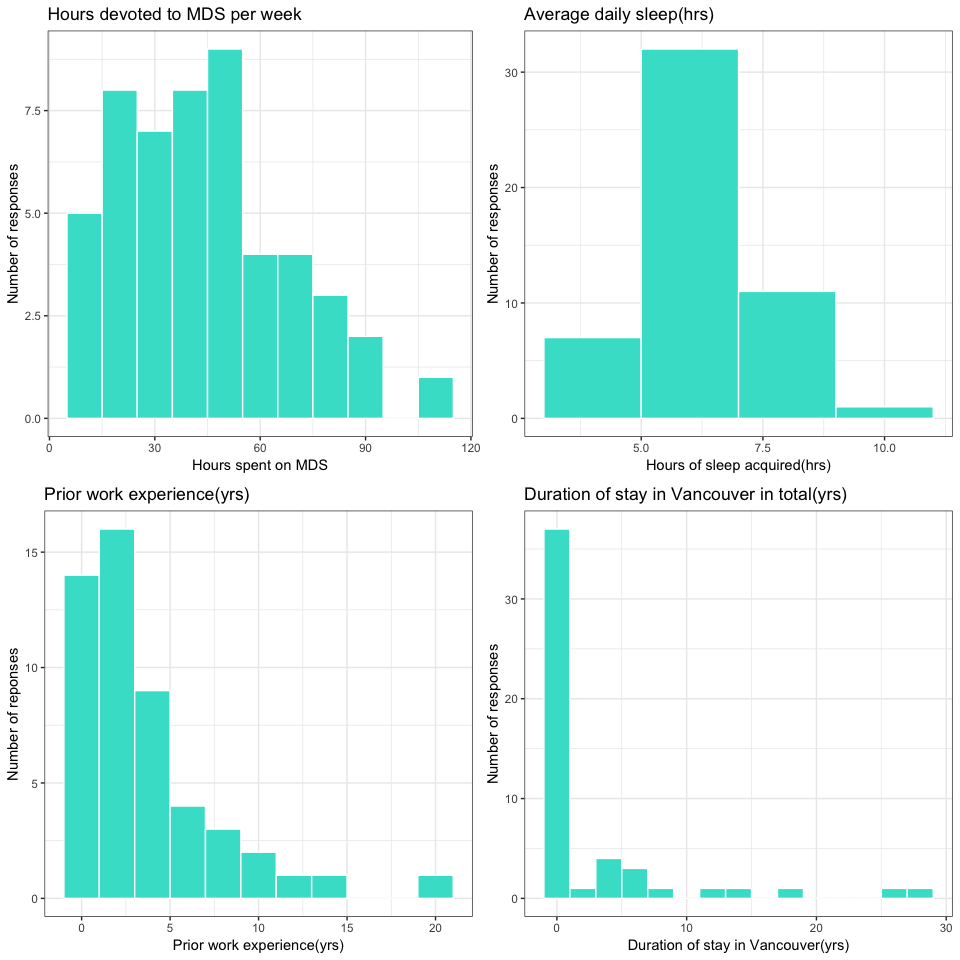 Hours devoted to MDS per week
Number of responses
7.5
5.0
2.5
0.0
0
30
60
90
120
Hours spent on MDS
Average daily sleep(hrs)
Number of responses
30
20
10
0
5.0
7.5
10.0
Hours of sleep acquired(hrs)
Prior work experience(yrs)
Number of reponses
15
10
5
0
0
5
10
15
20
Prior work experience(yrs)
Duration of stay in Vancouver in total(yrs)
Number of responses
30
20
10
0
0
10
20
30
Duration of stay in Vancouver(yrs)